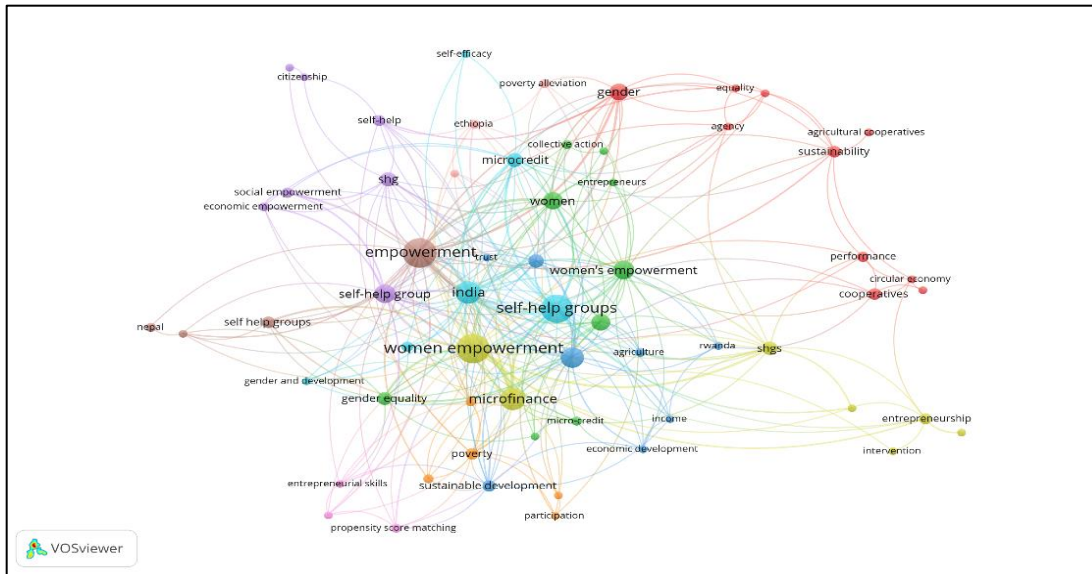 self-efficacy
citizenship
poverty alleviation
gender
equality
self-help
ethiopia
agency
agricultural cooperatives
collective action
sustainability
microcredit
shg
entrepreneurs
social empowerment
women
economic empowerment
empowerment
trust
performance
women's empowerment
circular economy
self-help group
india
cooperatives
self-help groups
nepal
self help groups
women empowerment
agriculture
rwanda
shgs
gender and development
gender equality
microfinance
micro-credit
income
entrepreneurship
economic development
intervention
poverty
entrepreneurial skills
sustainable development
participation
propensity score matching
VOSviewer